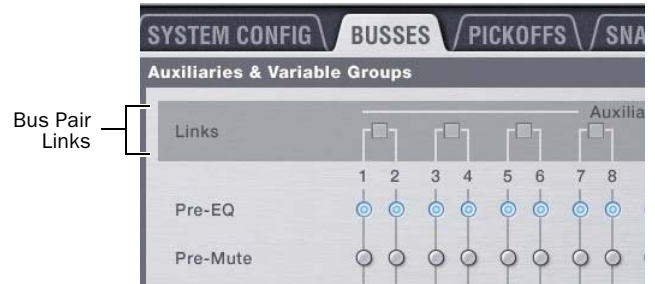 SYSTEM CONFIG BUSSES PICKOFFS
Auxiliaries & Variable Groups
Bus Pair
Links
Links
1 2 3 4 5 6 7 8
Pre-EQ
Pre-Mute